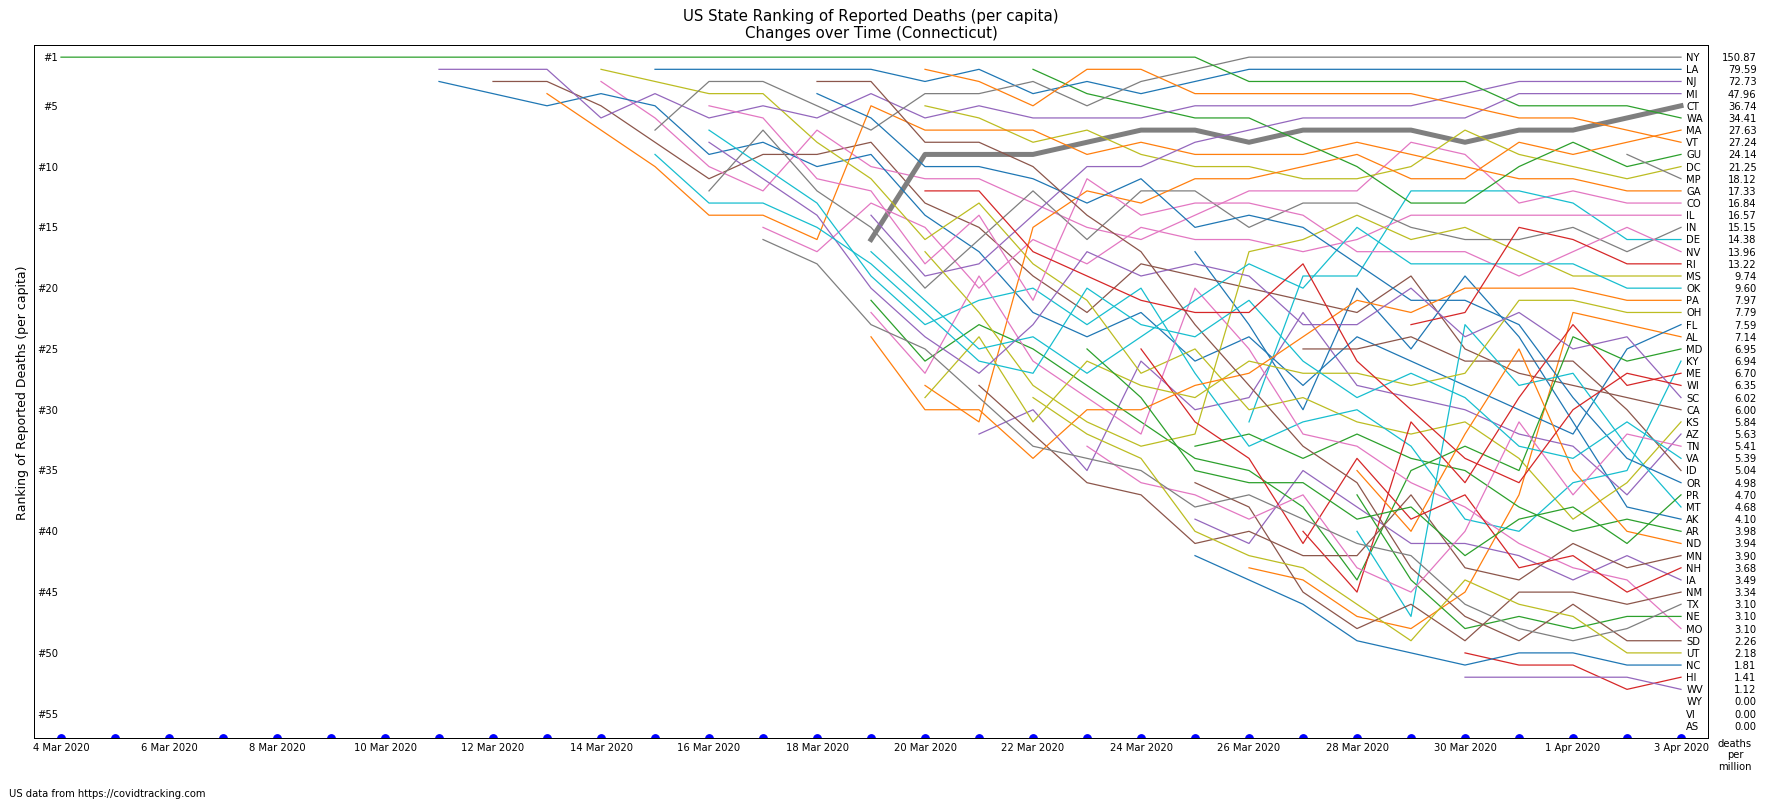 US State Ranking of Reported Deaths (per capita)
Changes over Time (Connecticut)
Ranking of Reported Deaths (per capita)
#1
#5
#10
#15
#20
#25
#30
#35
#40
#45
#50
#55
NY 150.87
LA 79.59
NJ 72.73
MI 47.96
CT 36.74
WA 34.41
MA 27.63
VT 27.24
GU 24.14
DC 21.25
MP 18.12
GA 17.33
CO 16.84
IL 16.57
IN 15.15
DE 14.38
NV 13.96
RI 13.22
MS 9.74
OK 9.60
PA 7.97
OH 7.79
FL 7.59
AL 7.14
MD 6.95
KY 6.94
ME 6.70
WI 6.35
SC 6.02
CA 6.00
KS 5.84
AZ 5.63
TN 5.41
VA 5.39
ID 5.04
OR 4.98
PR 4.70
MT 4.68
AK 4.10
AR 3.98
ND 3.94
MN 3.90
NH 3.68
IA 3.49
NM 3.34
TX 3.10
NE 3.10
MO 3.10
SD 2.26
UT 2.18
NC 1.81
HI 1.41
WV 1.12
WY 0.00
VI 0.00
AS 0.00
4 Mar 2020 6 Mar 2020 8 Mar 2020 10 Mar 2020 12 Mar 2020 14 Mar 2020 16 Mar 2020 18 Mar 2020 20 Mar 2020 22 Mar 2020 24 Mar 2020 26 Mar 2020 28 Mar 2020 30 Mar 2020 1 Apr 2020 3 Apr 2020
deaths
per
million
US data from https://covidtracking.com